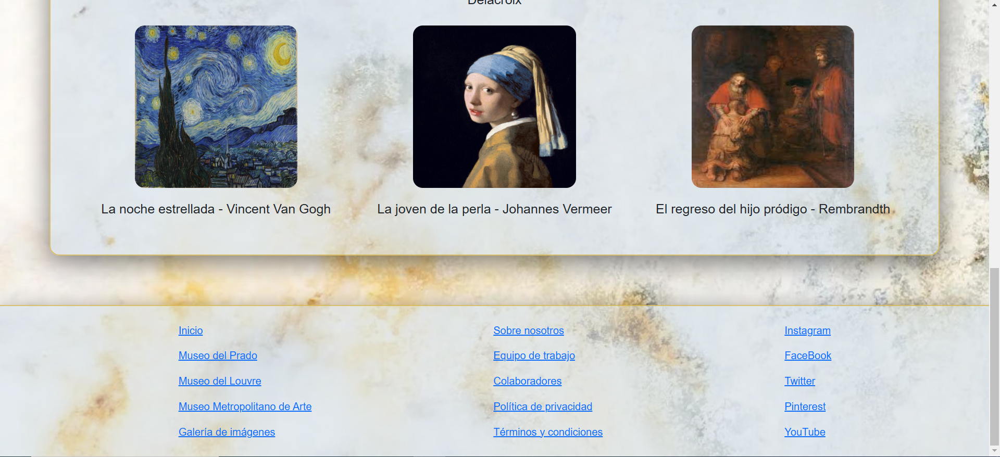 Delacroix
La noche estrellada - Vincent Van Gogh
La joven de la perla - Johannes Vermeer
El regreso del hijo pródigo - Rembrandth
Inicio
Museo del Prado
Museo del Louvre
Museo Metropolitano de Arte
Galería de imágenes
Sobre nosotros
Equipo de trabajo
Colaboradores
Política de privacidad
Términos y condiciones
Instagram
FaceBook
Twitter
Pinterest
YouTube